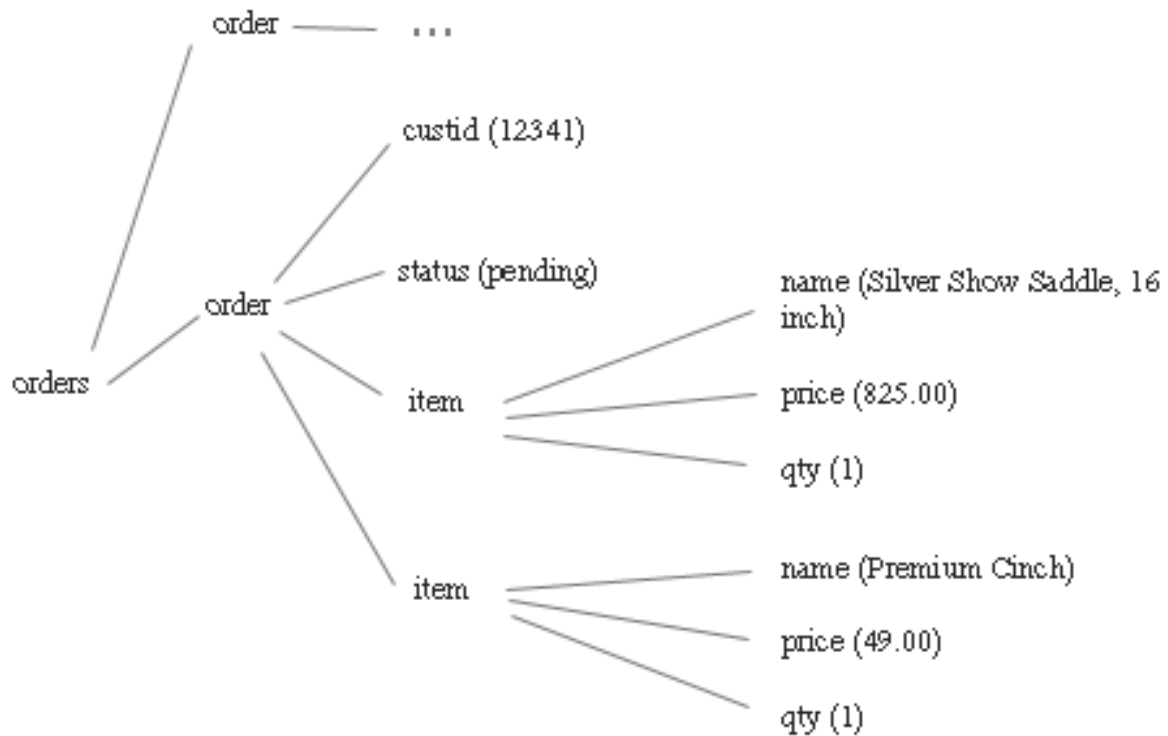 order
...
custid (12341)
status (pending)
order
name (Silver Show Saddle, 16
inch)
orders
item
price (825.00)
qty (1)
item
name (Premium Cinch)
price (49.00)
qty (1)